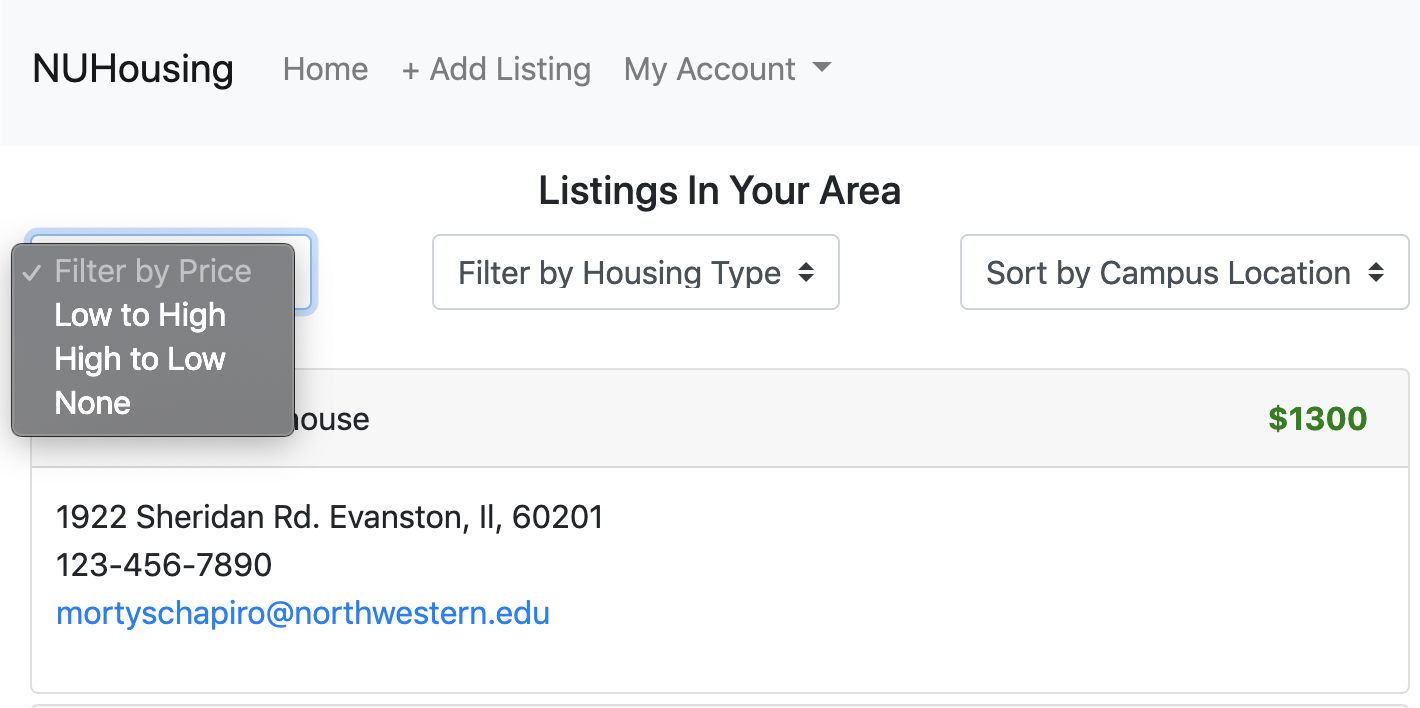 NUHousing Home + Add Listing My Account
Listings In Your Area
Filter by Price
Low to High
High to Low
None
Filter by Housing Type
Sort by Campus Location
$1300
1922 Sheridan Rd. Evanston, Il, 60201
123-456-7890
mortyschapiro@northwestern.edu